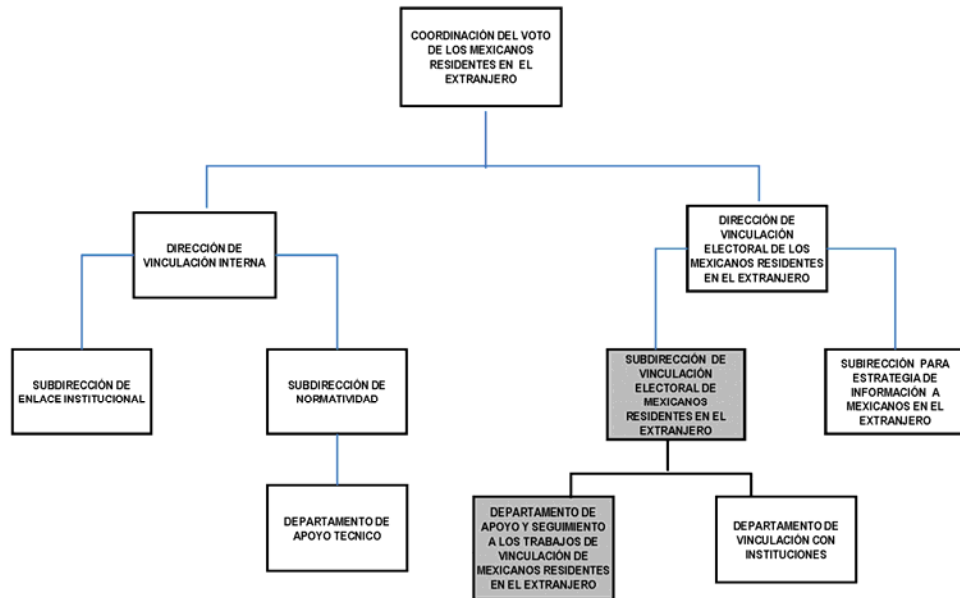 COORDINACIÓN DEL VOTO
DE LOS MEXICANOS
RESIDENTES EN EL
EXTRANJERO
DIRECCIÓN DE
VINCULACIÓN INTERNA
DIRECCIÓN DE
VINCULACIÓN
ELECTORAL DE LOS
MEXICANOS RESIDENTES
EN EL EXTRANJERO
SUBDIRECCIÓN DE
ENLACE INSTITUCIONAL
SUBDIRECCIÓN DE
NORMATIVIDAD
SUBDIRECCIÓN DE
VINCULACIÓN
ELECTORAL DE
MEXICANOS
RESIDENTES EN EL
EXTRANJERO
SUBIRECCIÓN PARA
ESTRATEGIA DE
INFORMACIÓN A
MEXICANOS EN EL
EXTRANJERO
DEPARTAMENTO DE
APOYO TECNICO
DEPARTAMENTO DE
APOYO Y SEGUIMIENTO
A LOS TRABAJOS DE
VINCULACIÓN DE
MEXICANOS RESIDENTES
EN EL EXTRANJERO
DEPARTAMENTO DE
VINCULACIÓN CON
INSTITUCIONES